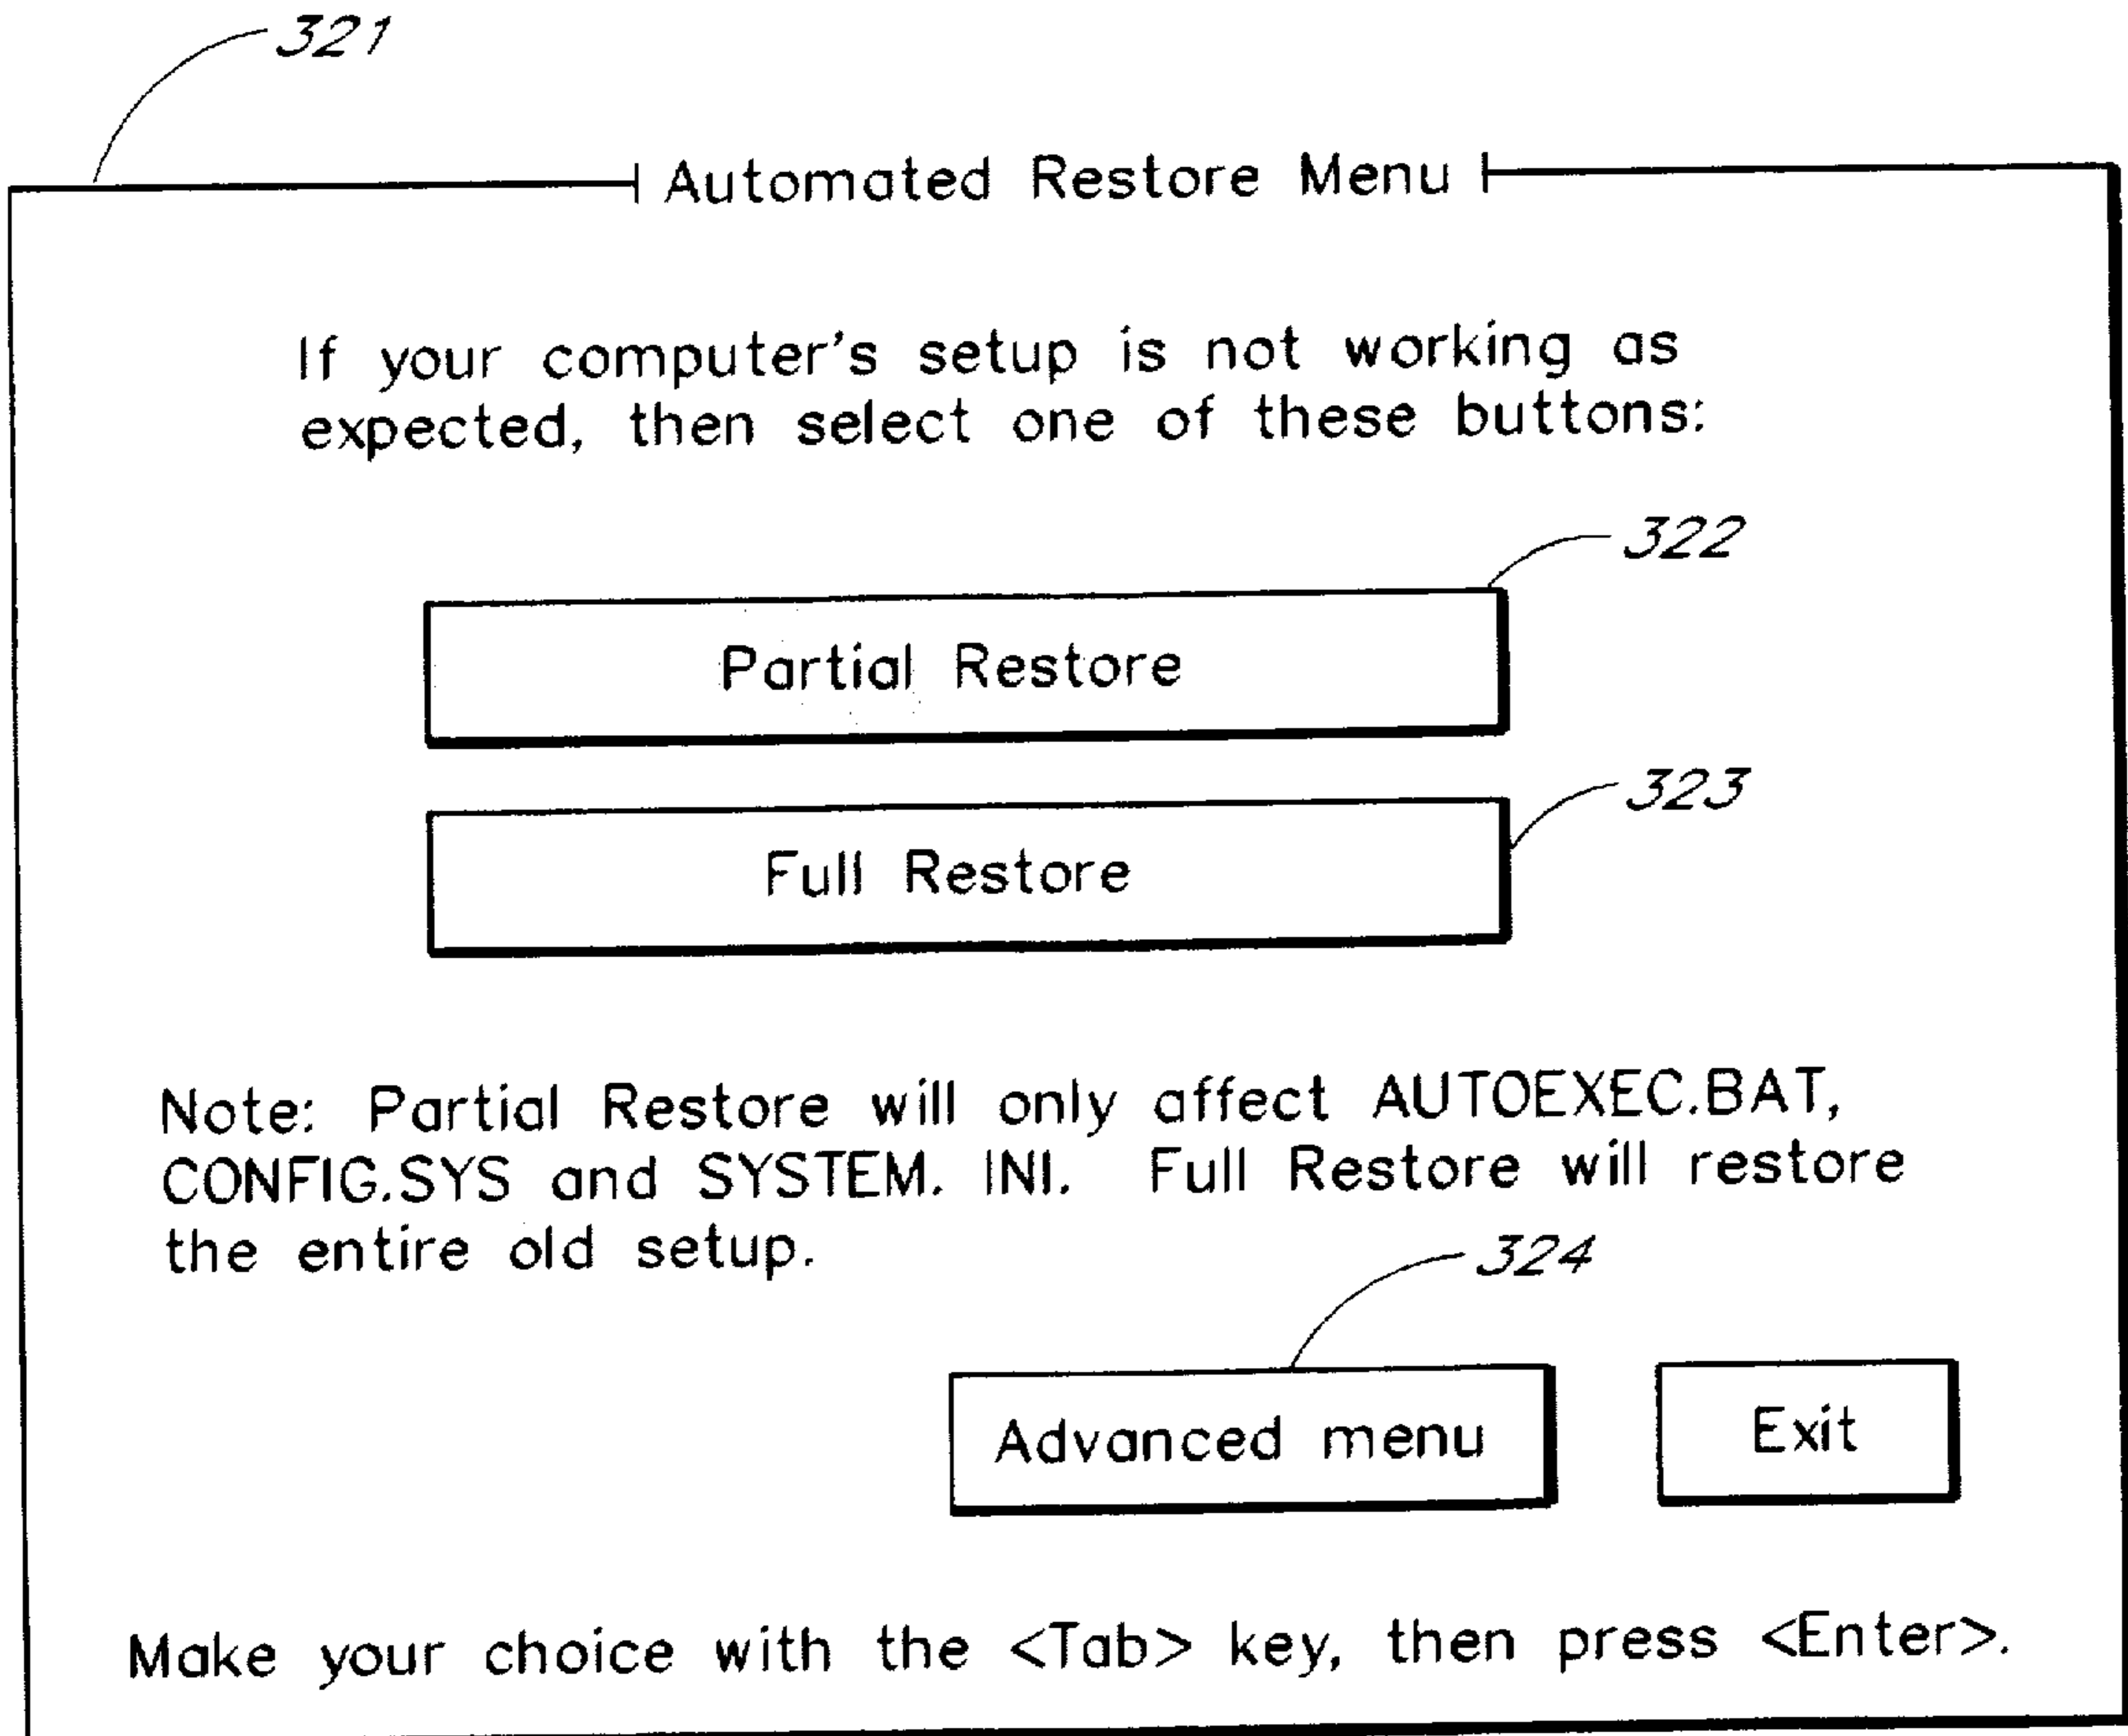 321
Automated Restore Menu
If your computer's setup is not working as
expected, then select one of these buttons:
322
Partial Restore
323
Full Restore
Note: Partial Restore will only affect AUTOEXEC.BAT,
CONFIG.SYS and SYSTEM. INI. Full Restore will restore
the entire old setup.
324
Advanced menu
Exit
Make your choice with the <Tab> key, then press <Enter>.